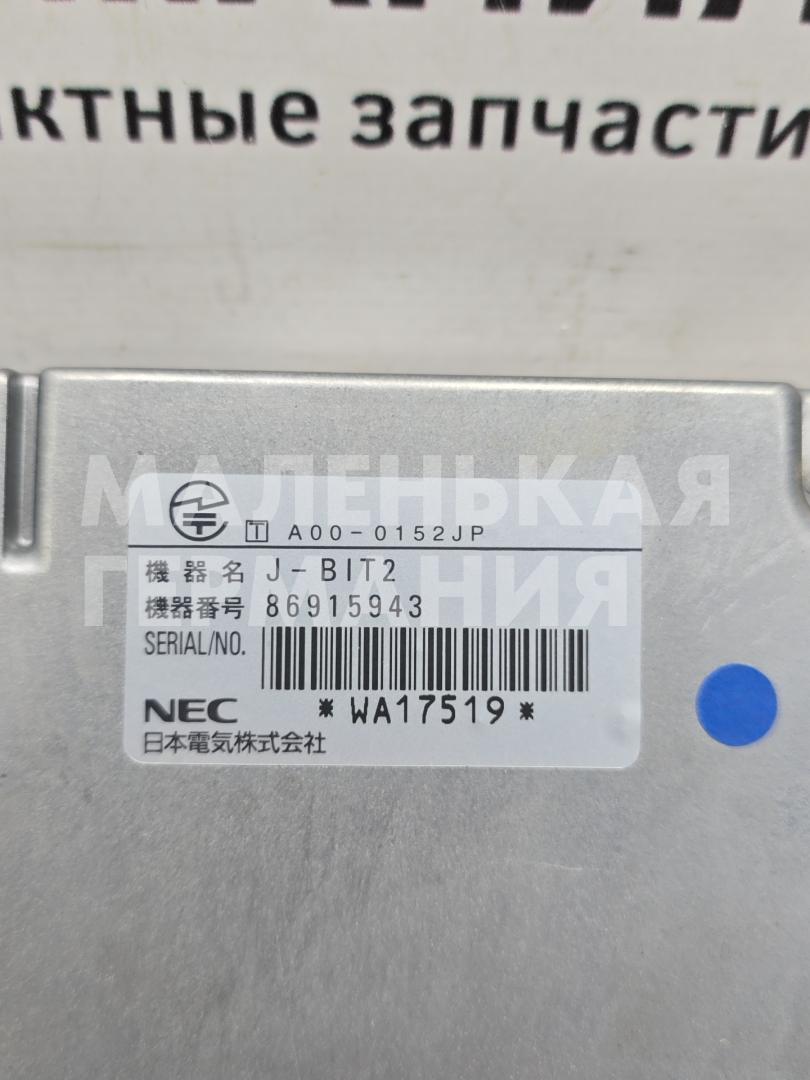 ктные запчасти
МАЛЕНЬКАЯ
ГЕРМАНИЯ
T A00-0152JP
機器名 J-BIT2
機器番号 86915943
SERIAL/NO.
*WA17519*
NEC
日本電気株式会社